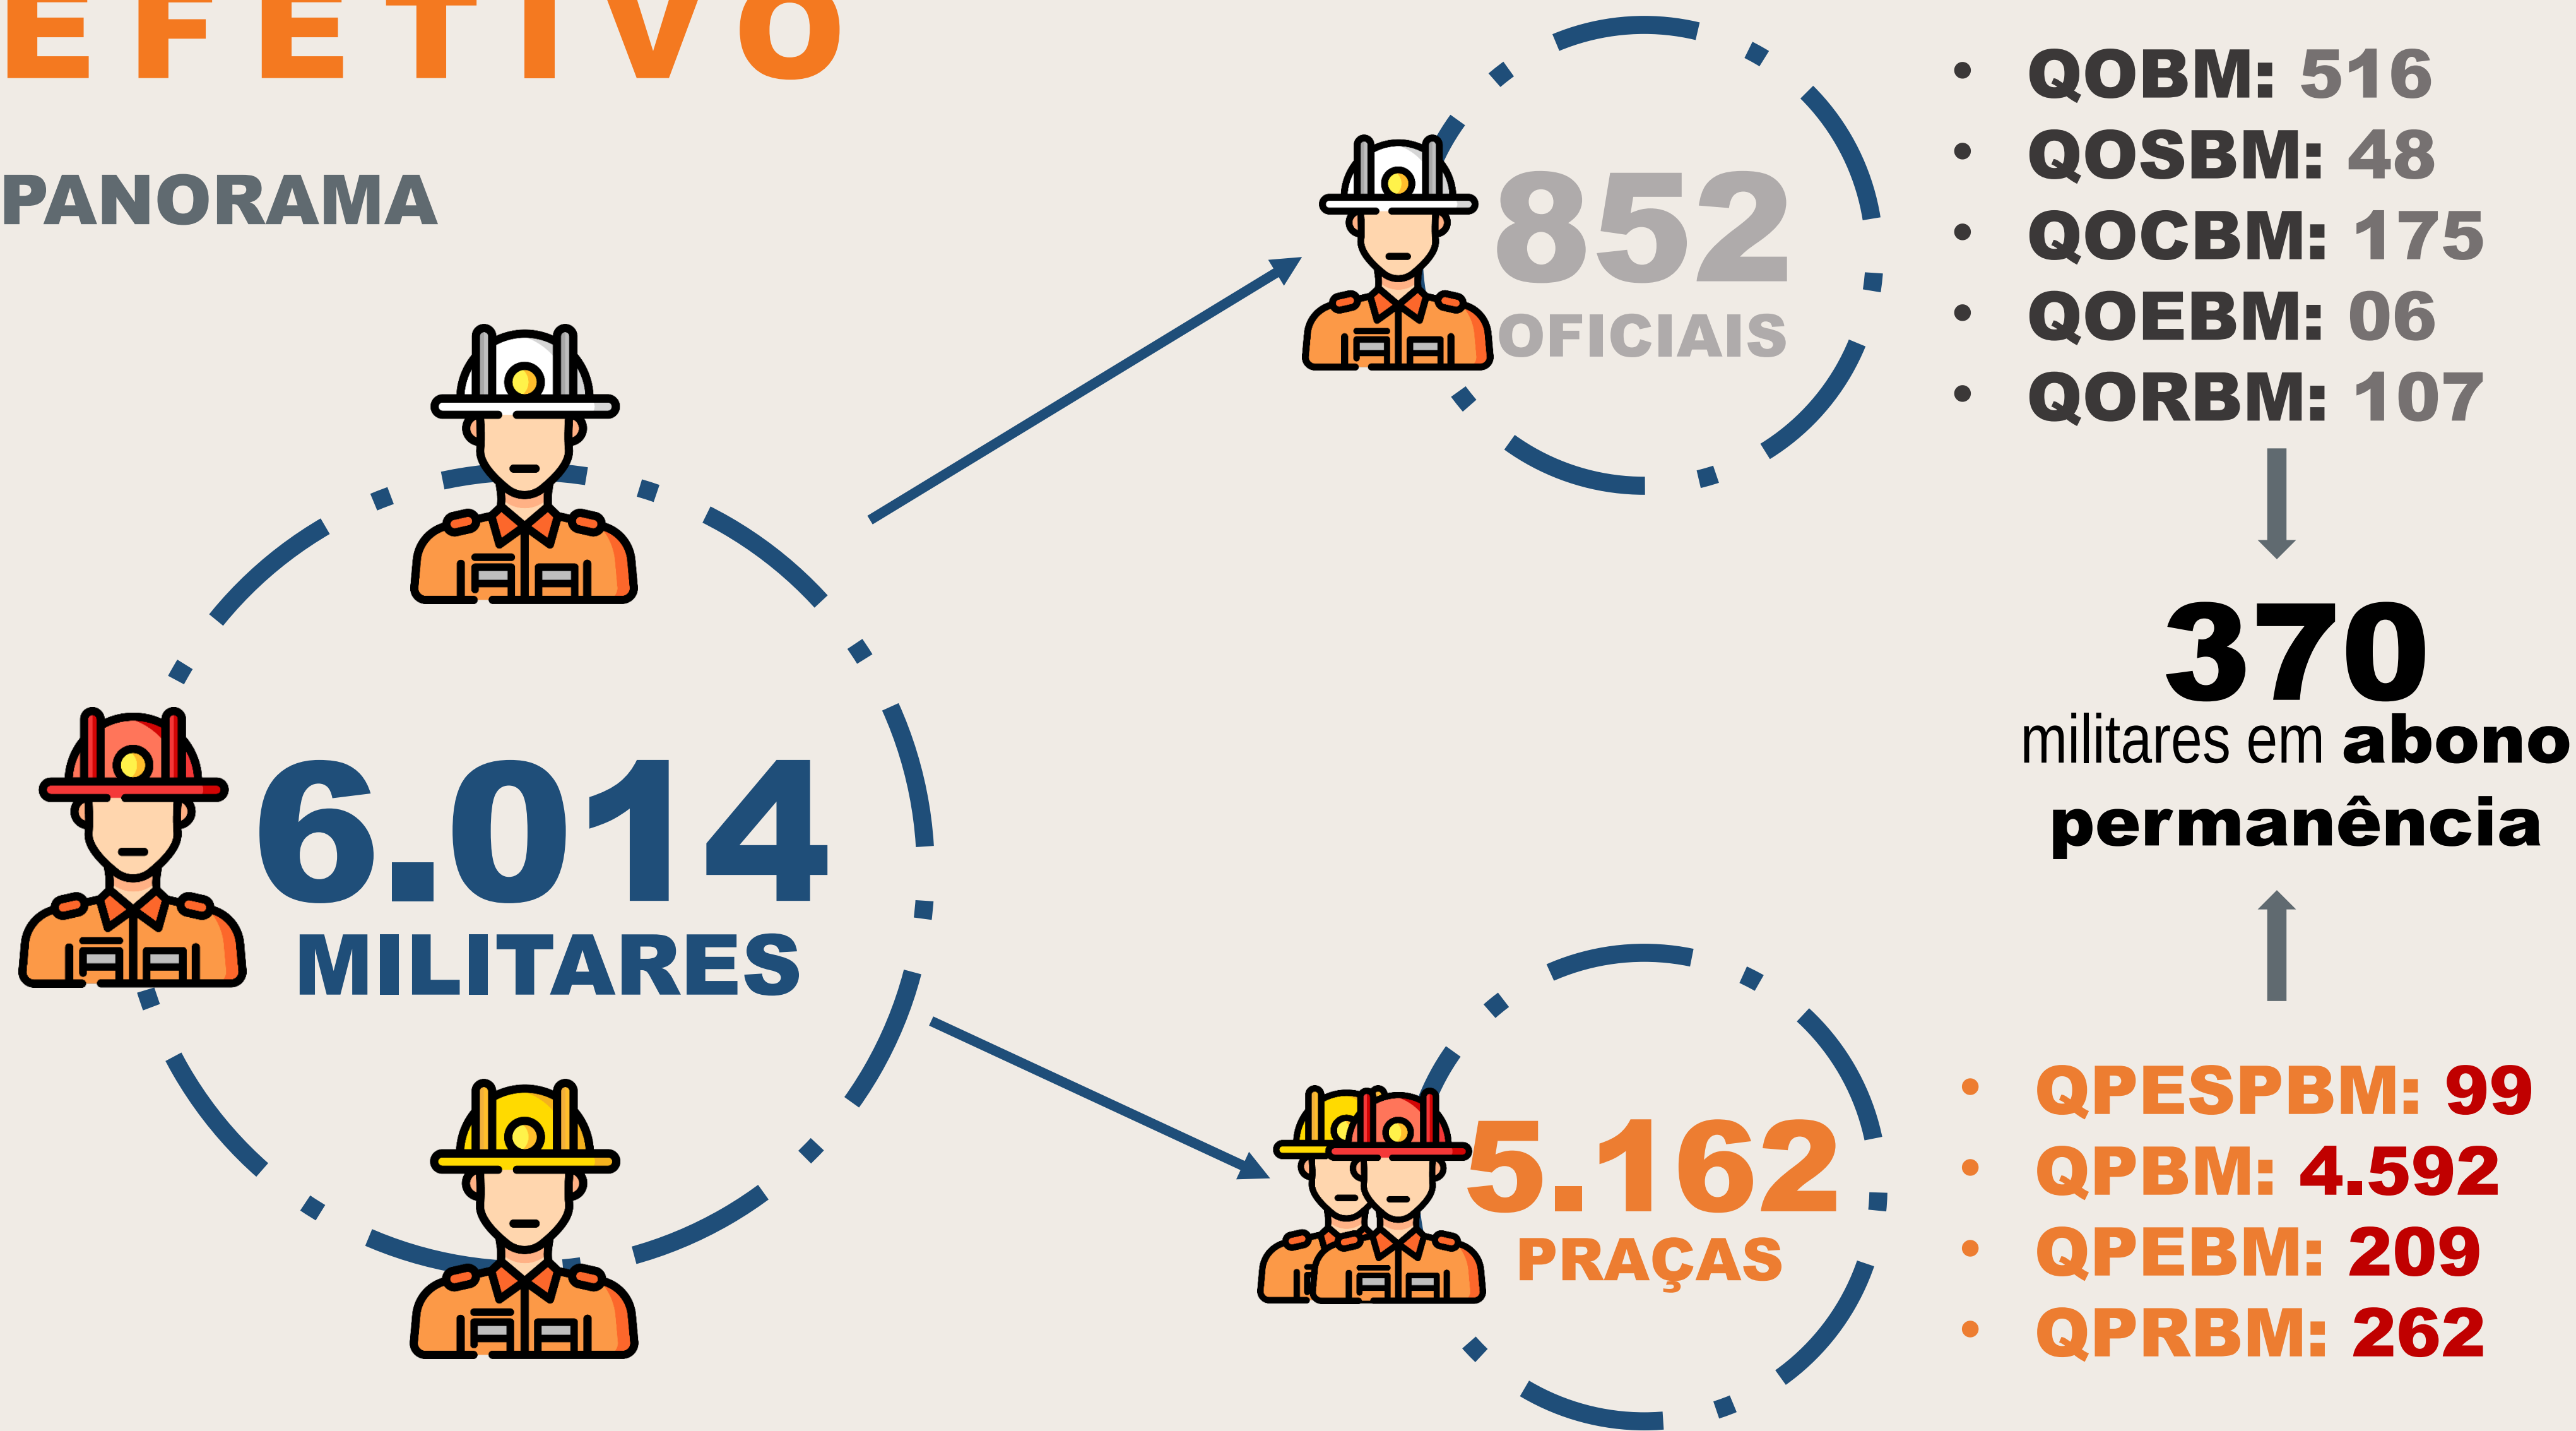 EFETIVO
PANORAMA
6.014
MILITARES
852
OFICIAIS
• QOBM: 516
• QOSBM: 48
• QOCBM: 175
• QOEBM: 06
• QORBM: 107
370
militares em abono
permanência
5.162
PRAÇAS
• QPESPBM: 99
• QPBM: 4.592
• QPEBM: 209
• QPRBM: 262